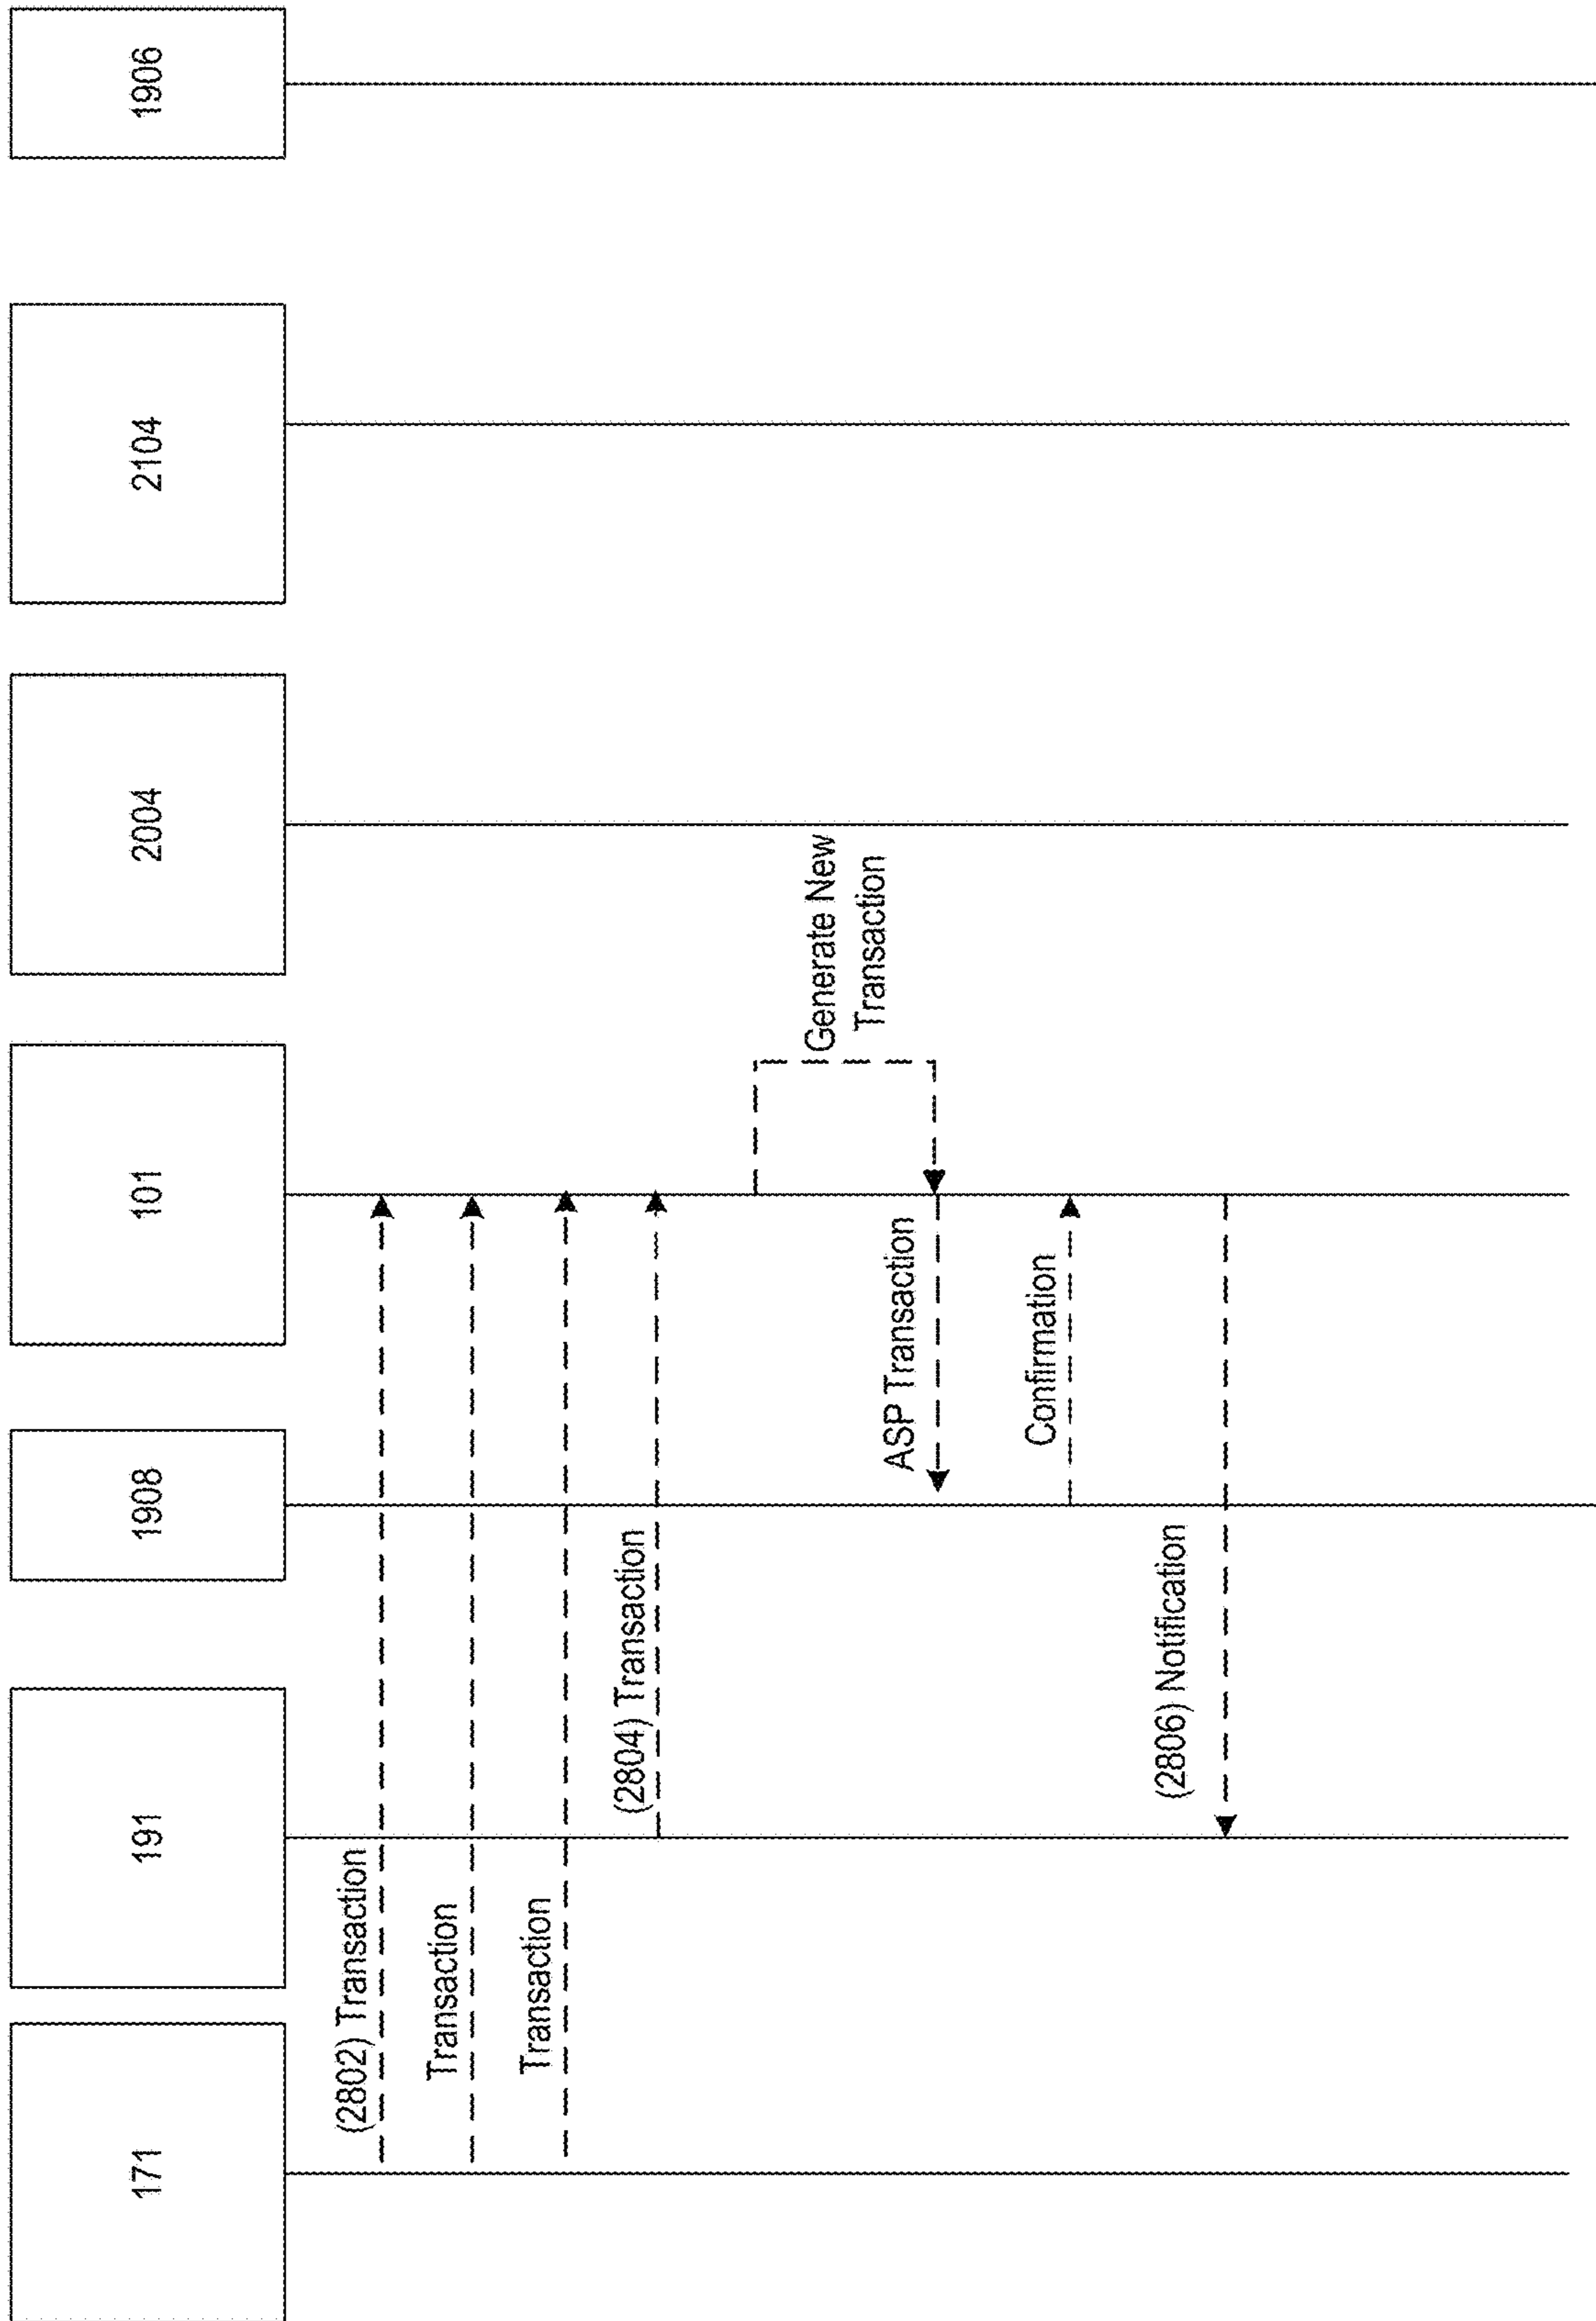 171
191
1908
101
2004
2104
1906
(2802) Transaction
Transaction
Transaction
(2804) Transaction
Generate New
Transaction
ASP Transaction
Confirmation
(2806) Notification